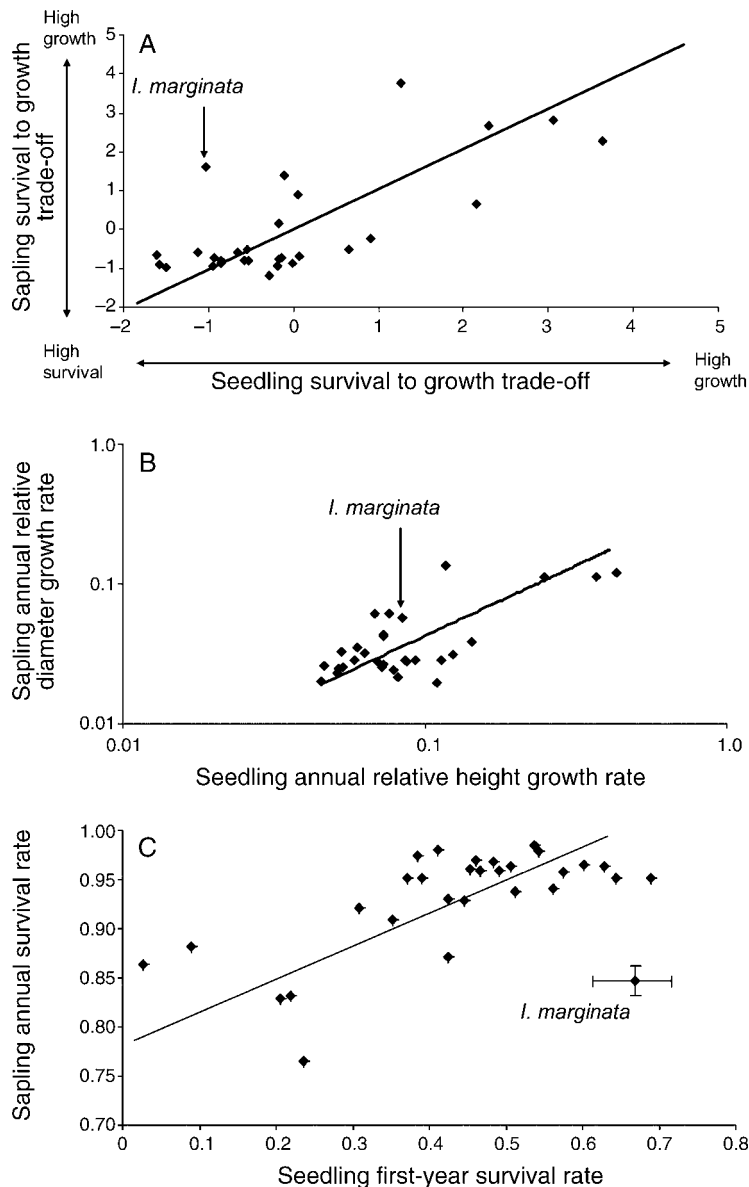 High
growth
A
5
4
3
2
1
0
–1
–2
I. marginata
Sapling survival to growth
trade-off
–2
–1
0
1
2
3
4
5
High
survival
Seedling survival to growth trade-off
High
growth
B
1.0
0.1
0.01
I. marginata
Sapling annual relative
diameter growth rate
0.01
0.1
1.0
Seedling annual relative height growth rate
C
1.00
0.95
0.90
0.85
0.80
0.75
0.70
I. marginata
Sapling annual survival rate
0
0.1
0.2
0.3
0.4
0.5
0.6
0.7
0.8
Seedling first-year survival rate